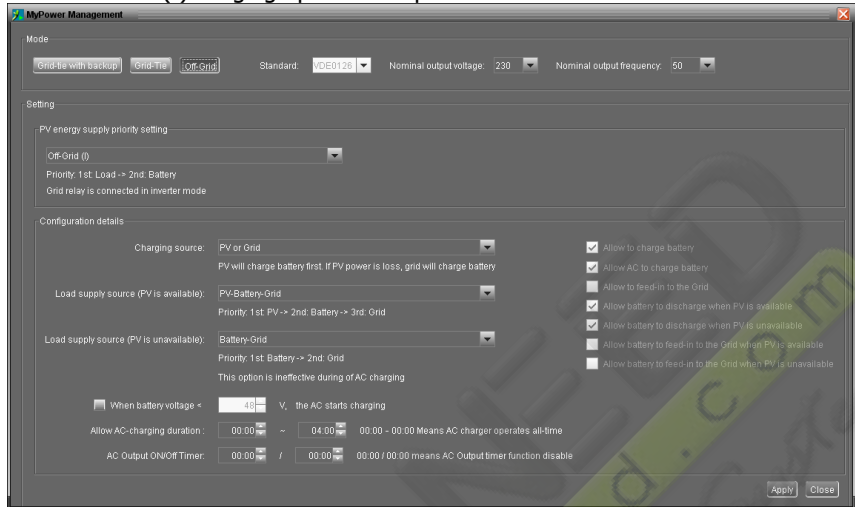 MyPower Management
Mode
Grid-tie with backup Grid-Tie Off-Grid Standard: VDE0126 Nominal output voltage: 230 Nominal output frequency: 50
Setting
PV energy supply priority setting
Off-Grid (I)
Priority: 1st: Load -> 2nd: Battery
Grid relay is connected in inverter mode
Configuration details
Charging source: PV or Grid
PV will charge battery first. If PV power is loss, grid will charge battery
Load supply source (PV is available): PV-Battery-Grid
Priority: 1st: PV-> 2nd: Battery-> 3rd: Grid
Load supply source (PV is unavailable): Battery-Grid
Priority: 1st: Battery-> 2nd: Grid
This option is ineffective during of AC charging
When battery voltage < 48 V, the AC starts charging
Allow AC-charging duration : 00:00 ~ 04:00 00:00 - 00:00 Means AC charger operates all-time
AC Output ON/Off Timer: 00:00 / 00:00 00:00 / 00:00 means AC Output timer function disable
Allow to charge battery
Allow AC to charge battery
Allow to feed-in to the Grid
Allow battery to discharge when PV is available
Allow battery to discharge when PV is unavailable
Allow battery to feed-in to the Grid when PV is available
Allow battery to feed-in to the Grid when PV is unavailable
Apply Close